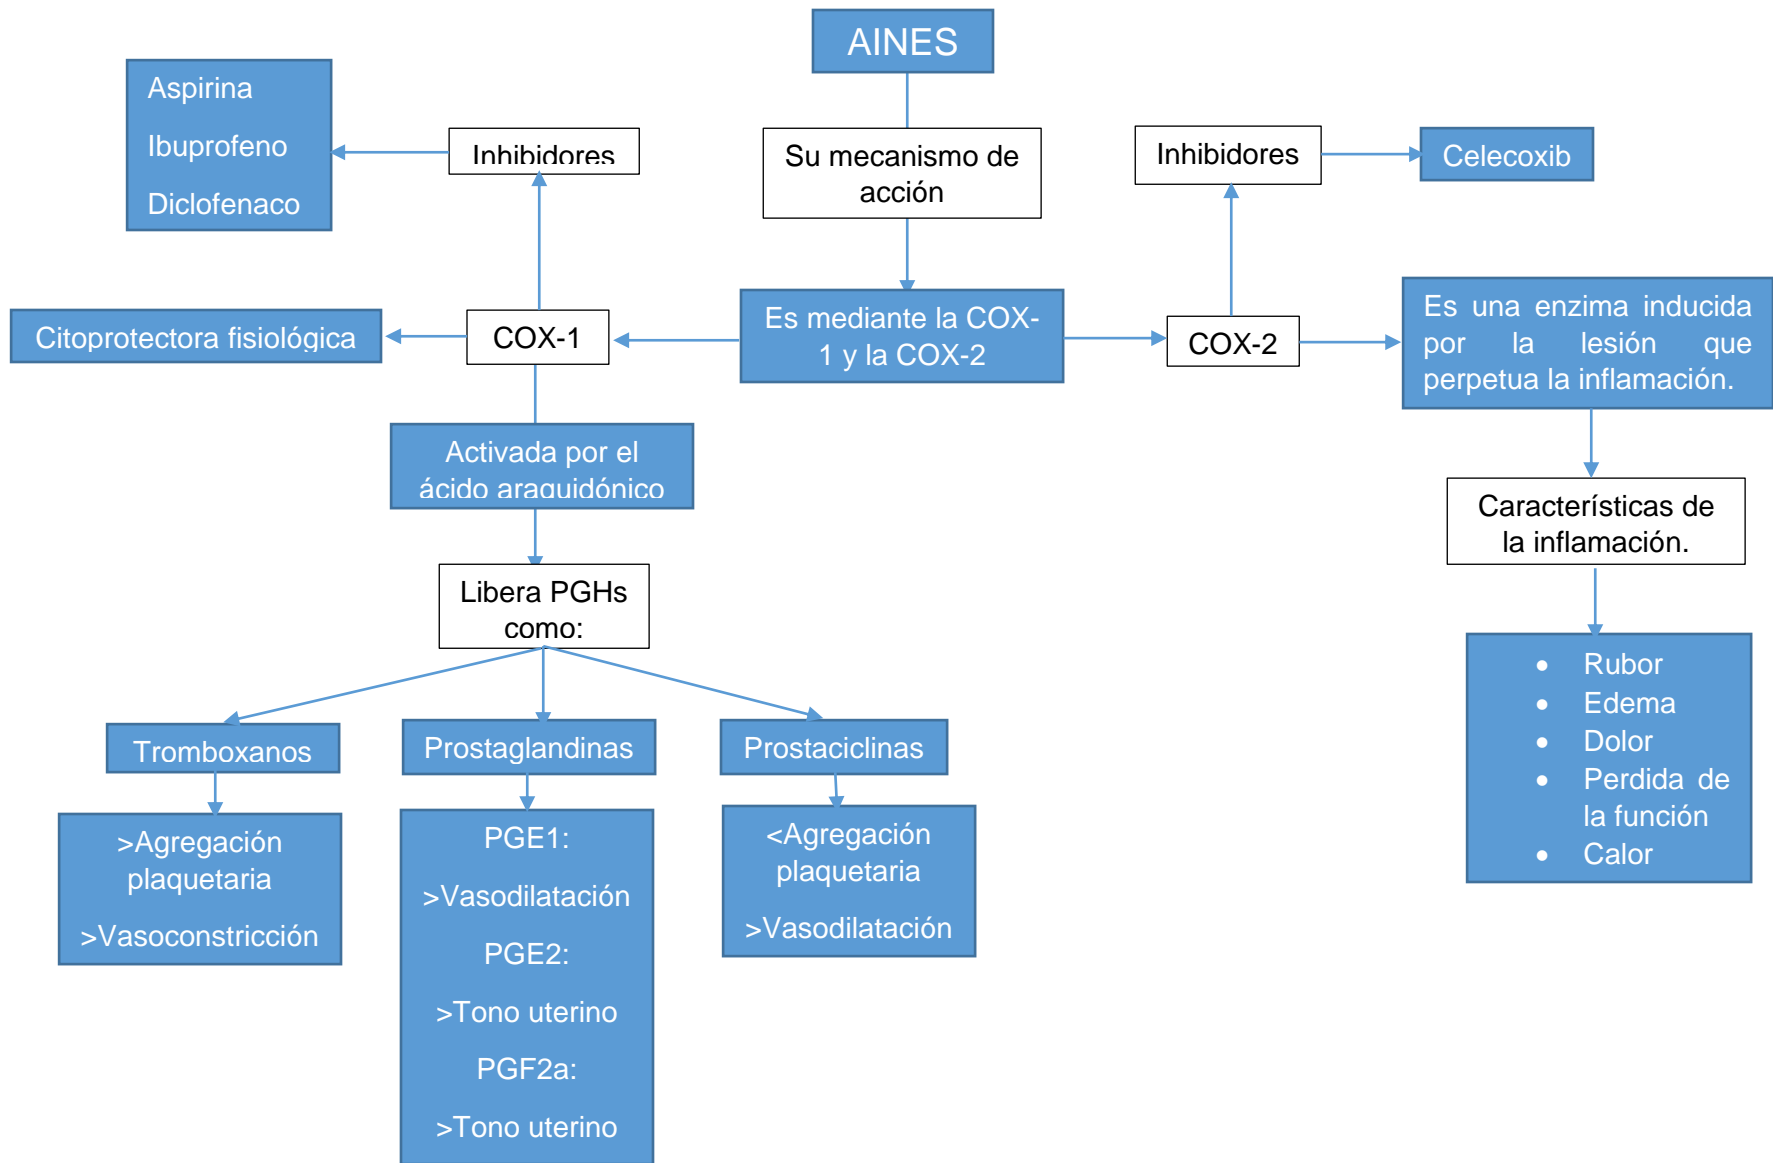 AINES
Aspirina
Ibuprofeno
Diclofenaco
Inhibidores
Su mecanismo de
acción
Inhibidores
Celecoxib
Citoprotectora fisiológica
COX-1
Es mediante la COX-
1 y la COX-2
COX-2
Es una enzima inducida
por la lesión que
perpetua la inflamación.
Activada por el
ácido araquidónico
Características de
la inflamación.
Libera PGHs
como:
• Rubor
• Edema
• Dolor
• Perdida de
la función
• Calor
Tromboxanos
Prostaglandinas
Prostaciclinas
>Agregación
plaquetaria
>Vasoconstricción
PGE1:
>Vasodilatación
PGE2:
>Tono uterino
PGF2a:
>Tono uterino
<Agregación
plaquetaria
>Vasodilatación